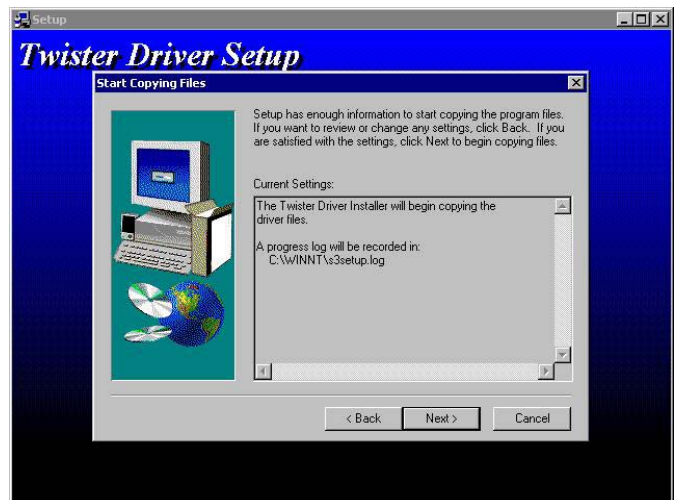 Setup
Twister Driver Setup
Start Copying Files
Setup has enough information to start copying the program files.
If you want to review or change any settings, click Back.  If you
are satisfied with the settings, click Next to begin copying files.
Current Settings:
The Twister Driver Installer will begin copying the
driver files.
A progress log will be recorded in:
C:\WINNT\s3setup.log
< Back
Next >
Cancel